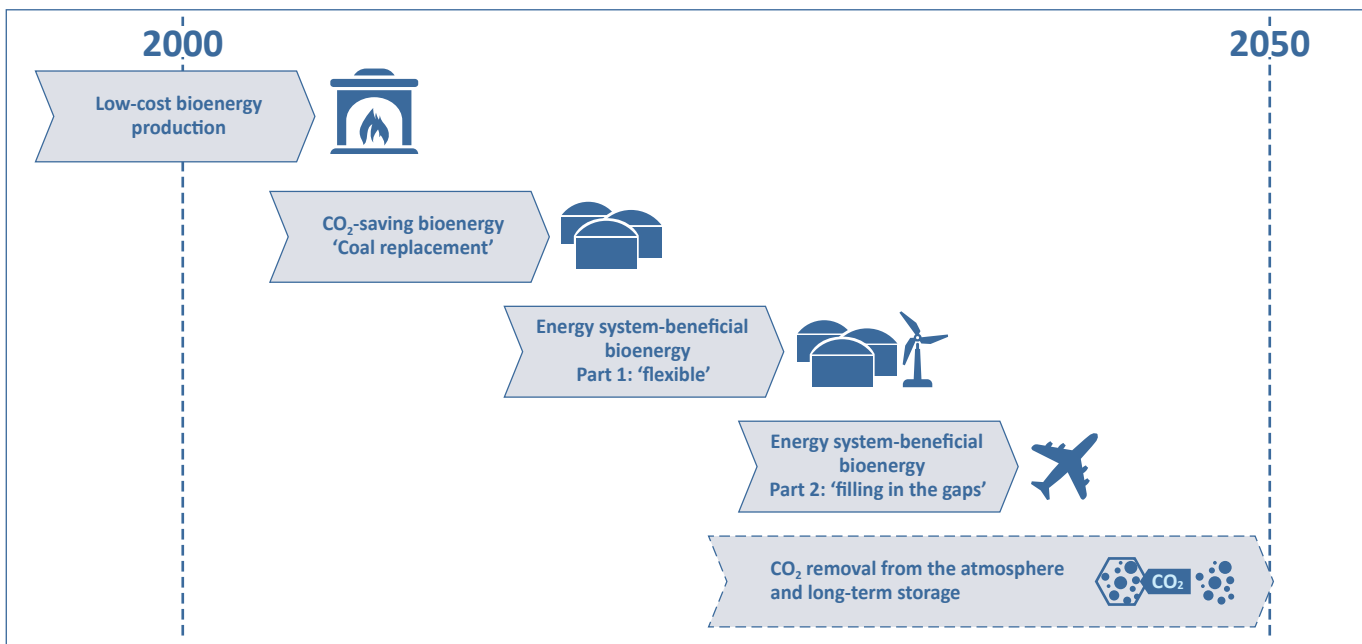 2000
2050
Low-cost bioenergy
production
CO₂-saving bioenergy
‘Coal replacement’
Energy system-beneficial
bioenergy
Part 1: ‘flexible’
Energy system-beneficial
bioenergy
Part 2: ‘filling in the gaps’
CO₂ removal from the atmosphere
and long-term storage
CO₂